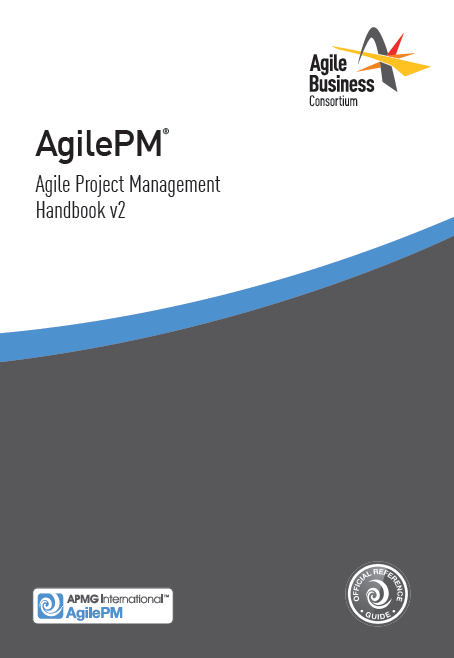 Agile
Business
Consortium
AgilePM®
Agile Project Management
Handbook v2
APMG International™
AgilePM
OFFICIAL REFERENCE
• GUIDE •